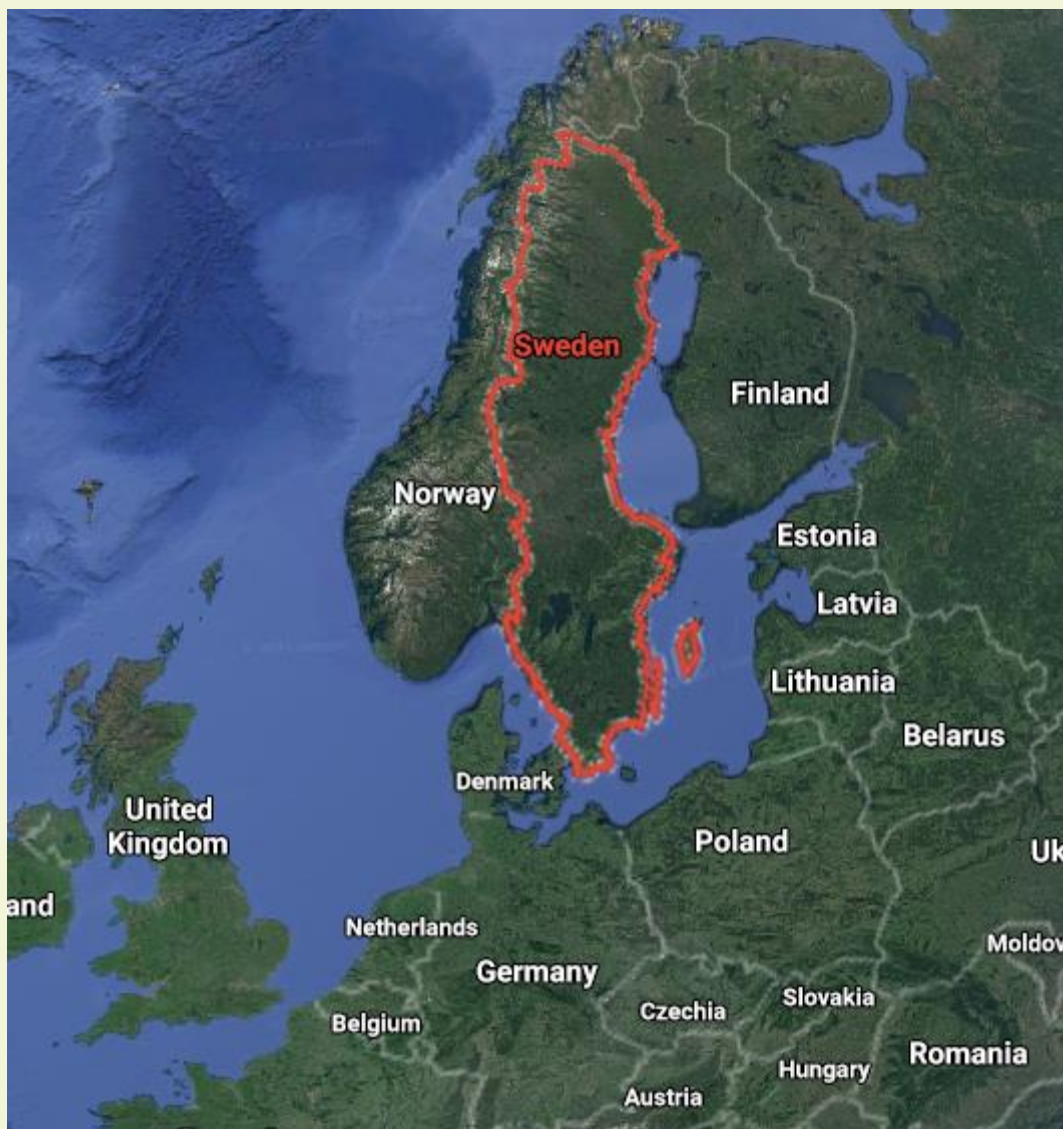 Sweden
Finland
Norway
Estonia
Latvia
Lithuania
Belarus
Denmark
United
Kingdom
Poland
Uk
and
Netherlands
Germany
Moldov
Slovakia
Czechia
Belgium
Hungary
Romania
Austria